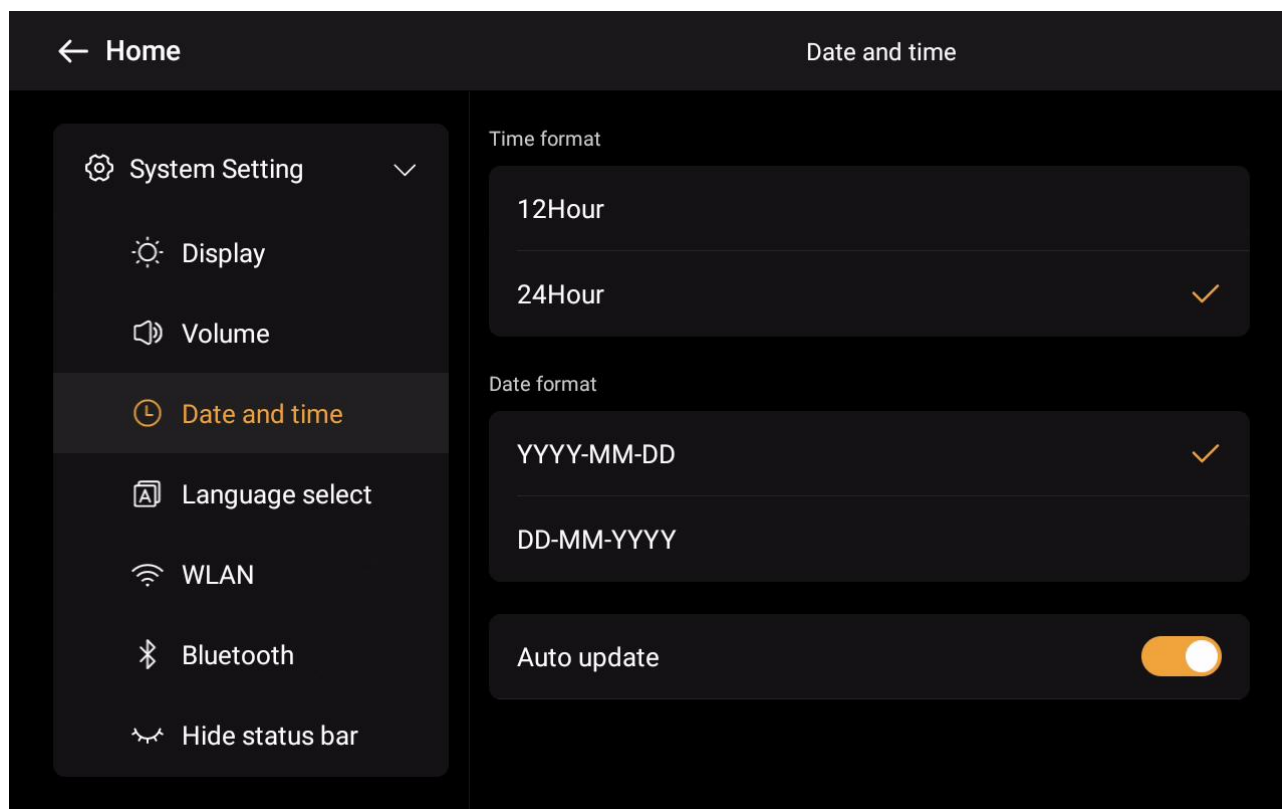 Home
Date and time
System Setting
Display
Volume
Date and time
Language select
WLAN
Bluetooth
Hide status bar
Time format
12Hour
24Hour
Date format
YYYY-MM-DD
DD-MM-YYYY
Auto update